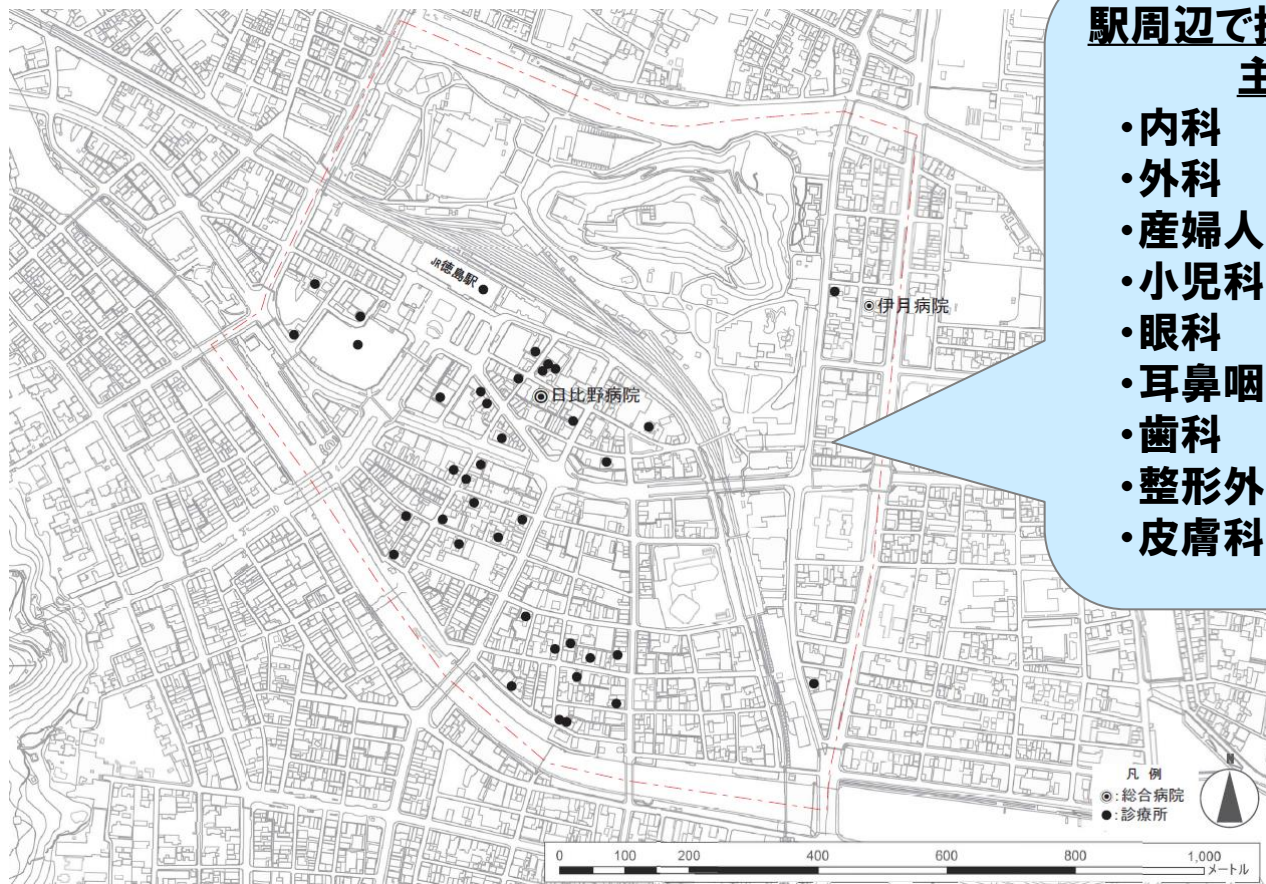 駅周辺で
主
・内科
・外科
・産婦人
・小児科
・眼科
・耳鼻咽
・歯科
・整形外
・皮膚科
JR徳島駅
伊月病院
日比野病院
凡 例
◉:総合病院
●:診療所
N
0 100 200 400 600 800 1,000
メートル